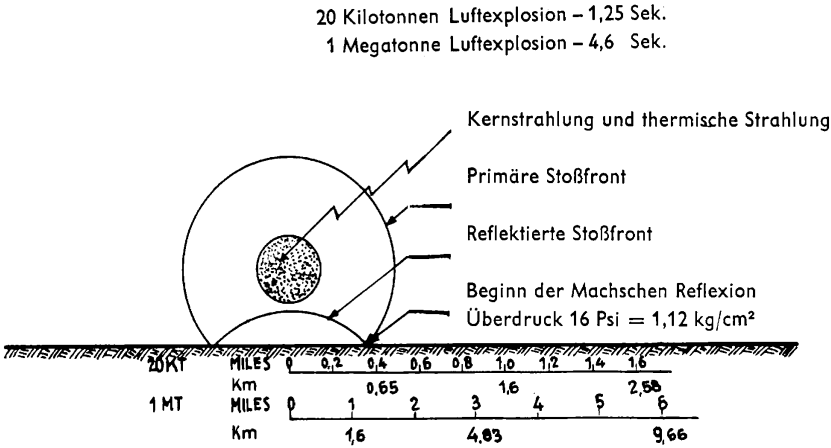 20 Kilotonnen Luftexplosion – 1,25 Sek.
1 Megatonne Luftexplosion – 4,6 Sek.
Kernstrahlung und thermische Strahlung
Primäre Stoßfront
Reflektierte Stoßfront
Beginn der Machschen Reflexion
Überdruck 16 Psi = 1,12 kg/cm²
20 KT MILES 0 0,2 0,4 0,6 0,8 1,0 1,2 1,4 1,6
Km 0,65 1,6 2,58
1 MT MILES 0 1 2 3 4 5 6
Km 1,6 4,83 9,66